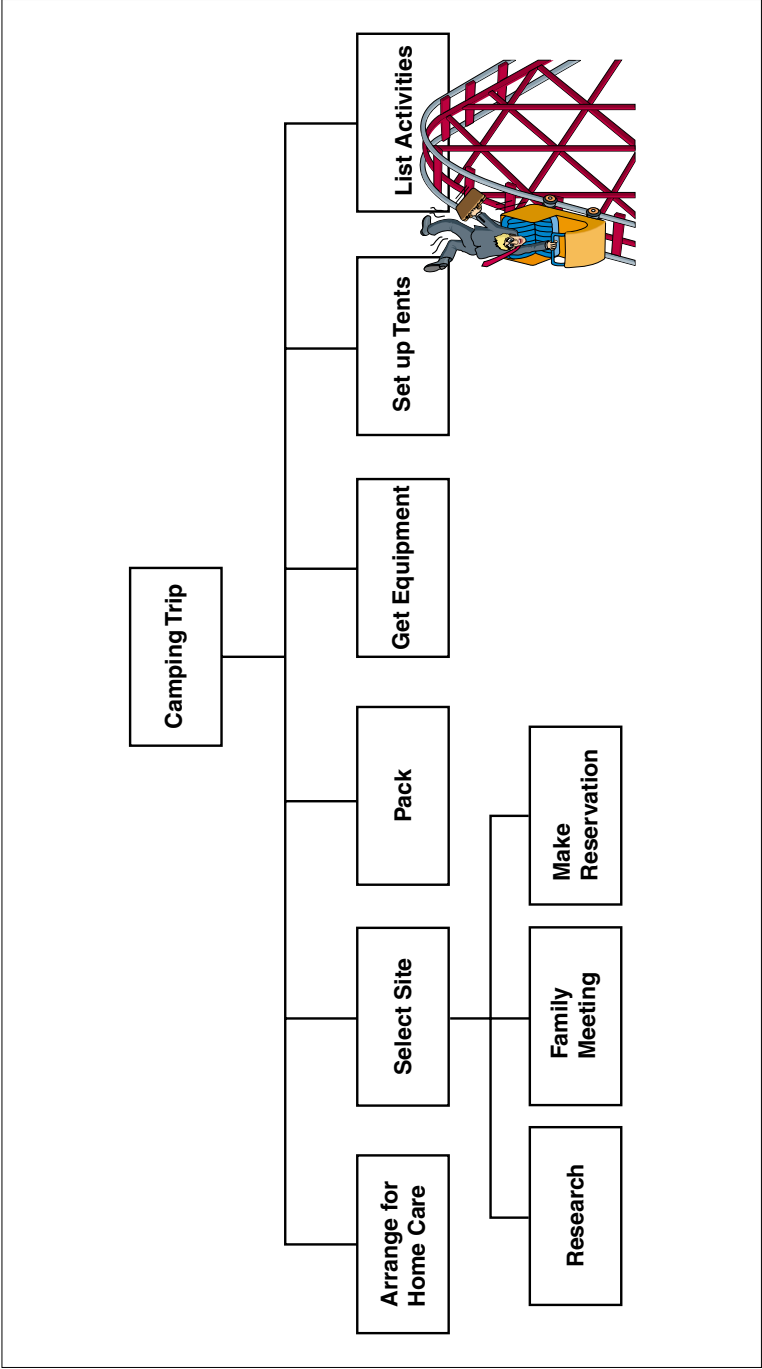 Camping Trip
Arrange for
Home Care
Select Site
Pack
Get Equipment
Set up Tents
List Activities
Research
Family
Meeting
Make
Reservation